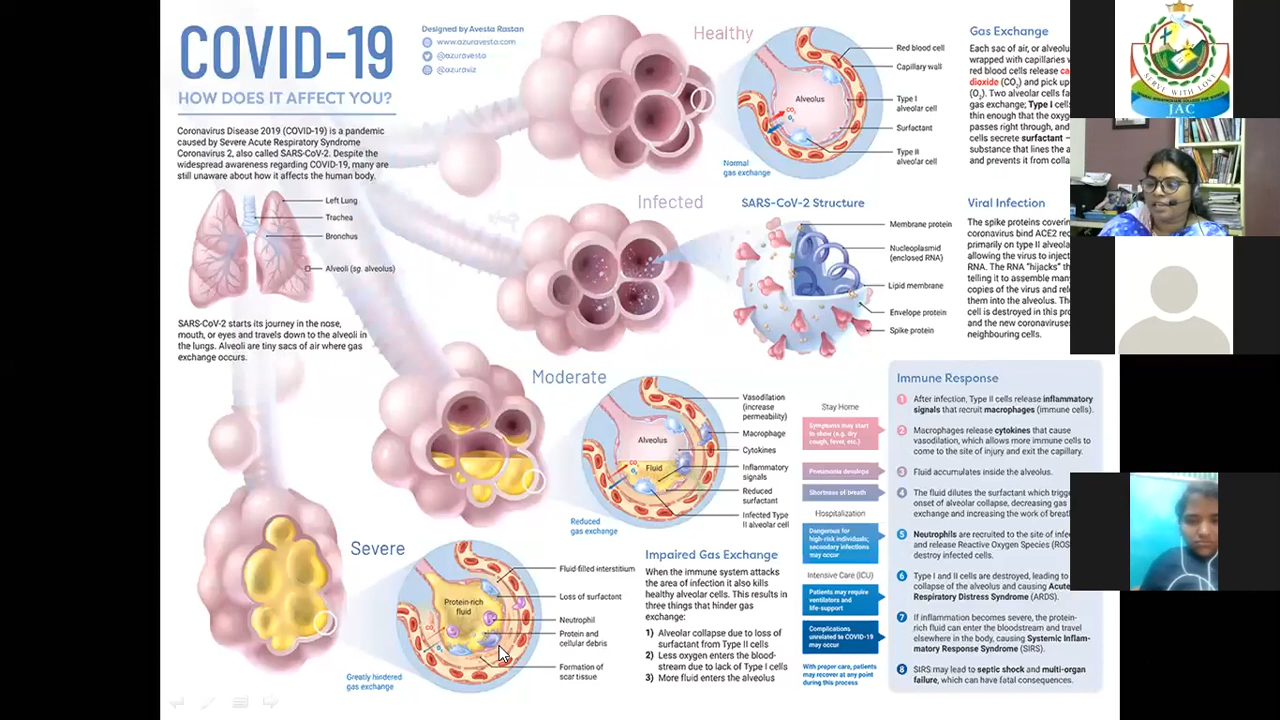 COVID-19
HOW DOES IT AFFECT YOU?
Designed by Avesta Rastan
www.azuravesta.com
@azuravesta
@azuraviz
Coronavirus Disease 2019 (COVID-19) is a pandemic
caused by Severe Acute Respiratory Syndrome
Coronavirus 2, also called SARS-CoV-2. Despite the
widespread awareness regarding COVID-19, many are
still unaware about how it affects the human body.
Left Lung
Trachea
Bronchus
Alveoli (sg. alveolus)
SARS-CoV-2 starts its journey in the nose,
mouth, or eyes and travels down to the alveoli in
the lungs. Alveoli are tiny sacs of air where gas
exchange occurs.
Healthy
Alveolus
CO₂
O₂
Red blood cell
Capillary wall
Type I
alveolar cell
Surfactant
Type II
alveolar cell
Normal
gas exchange
Gas Exchange
Each sac of air, or alveolu
wrapped with capillaries w
red blood cells release ca
dioxide (CO₂) and pick up
(O₂). Two alveolar cells fa
gas exchange; Type I cells
thin enough that the oxyg
passes right through, and
cells secrete surfactant –
substance that lines the a
and prevents it from colla
SERVE WITH LOVE
JAC
Infected
SARS-CoV-2 Structure
Membrane protein
Nucleoplasmid
(enclosed RNA)
Lipid membrane
Envelope protein
Spike protein
Viral Infection
The spike proteins coverin
coronavirus bind ACE2 rec
primarily on type II alveola
allowing the virus to inject
RNA. The RNA "hijacks" th
telling it to assemble man
copies of the virus and rele
them into the alveolus. The
cell is destroyed in this pro
and the new coronaviruses
neighbouring cells.
Moderate
Alveolus
Fluid
CO₂
O₂
Vasodilation
(increase
permeability)
Macrophage
Cytokines
Inflammatory
signals
Reduced
surfactant
Infected Type
II alveolar cell
Reduced
gas exchange
Stay Home
Symptoms may start
to show (e.g. dry
cough, fever, etc.)
Pneumonia develops
Shortness of breath
Hospitalization
Dangerous for
high-risk individuals;
secondary infections
may occur
Intensive Care (ICU)
Patients may require
ventilators and
life-support
Complications
unrelated to COVID-19
may occur
With proper care, patients
may recover at any point
during this process
Immune Response
1 After infection, Type II cells release inflammatory
signals that recruit macrophages (immune cells).
2 Macrophages release cytokines that cause
vasodilation, which allows more immune cells to
come to the site of injury and exit the capillary.
3 Fluid accumulates inside the alveolus.
4 The fluid dilutes the surfactant which trigg
onset of alveolar collapse, decreasing gas
exchange and increasing the work of breath
5 Neutrophils are recruited to the site of infe
and release Reactive Oxygen Species (ROS
destroy infected cells.
6 Type I and II cells are destroyed, leading to
collapse of the alveolus and causing Acute
Respiratory Distress Syndrome (ARDS).
7 If inflammation becomes severe, the protein-
rich fluid can enter the bloodstream and travel
elsewhere in the body, causing Systemic Inflam-
matory Response Syndrome (SIRS).
8 SIRS may lead to septic shock and multi-organ
failure, which can have fatal consequences.
Severe
Protein-rich
fluid
CO₂
O₂
Fluid-filled interstitium
Loss of surfactant
Neutrophil
Protein and
cellular debris
Formation of
scar tissue
Greatly hindered
gas exchange
Impaired Gas Exchange
When the immune system attacks
the area of infection it also kills
healthy alveolar cells. This results in
three things that hinder gas
exchange:
1) Alveolar collapse due to loss of
surfactant from Type II cells
2) Less oxygen enters the blood-
stream due to lack of Type I cells
3) More fluid enters the alveolus